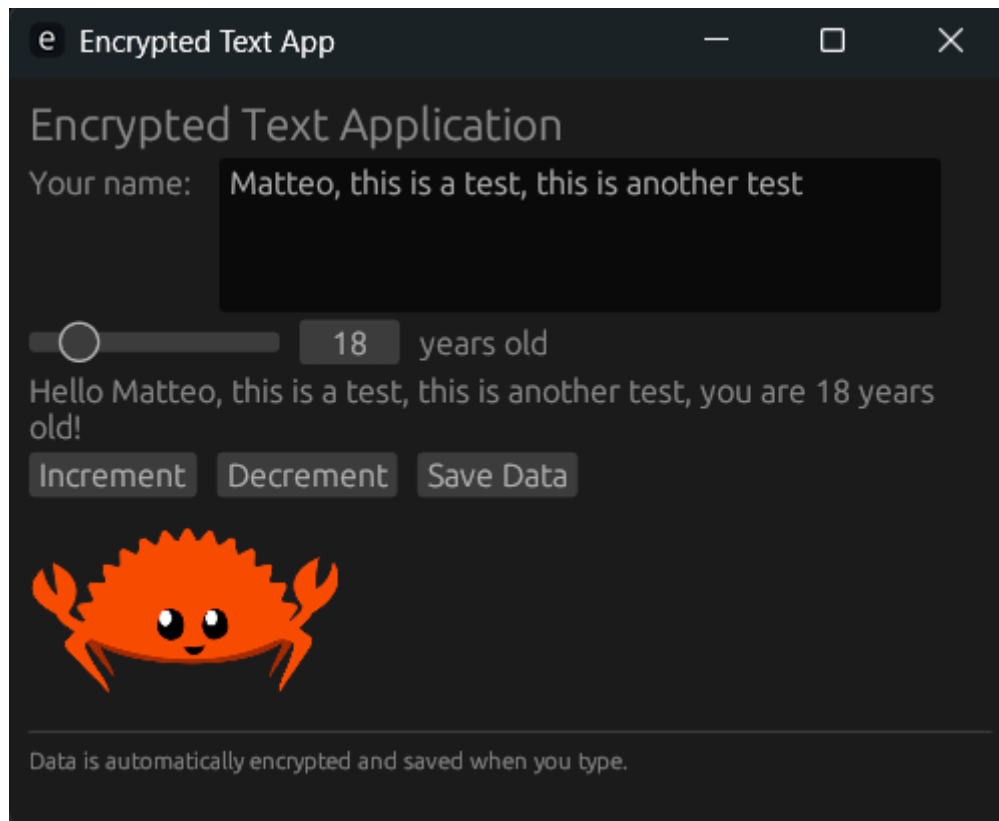 e Encrypted Text App
Encrypted Text Application
Your name: Matteo, this is a test, this is another test
18 years old
Hello Matteo, this is a test, this is another test, you are 18 years
old!
Increment Decrement Save Data
Data is automatically encrypted and saved when you type.